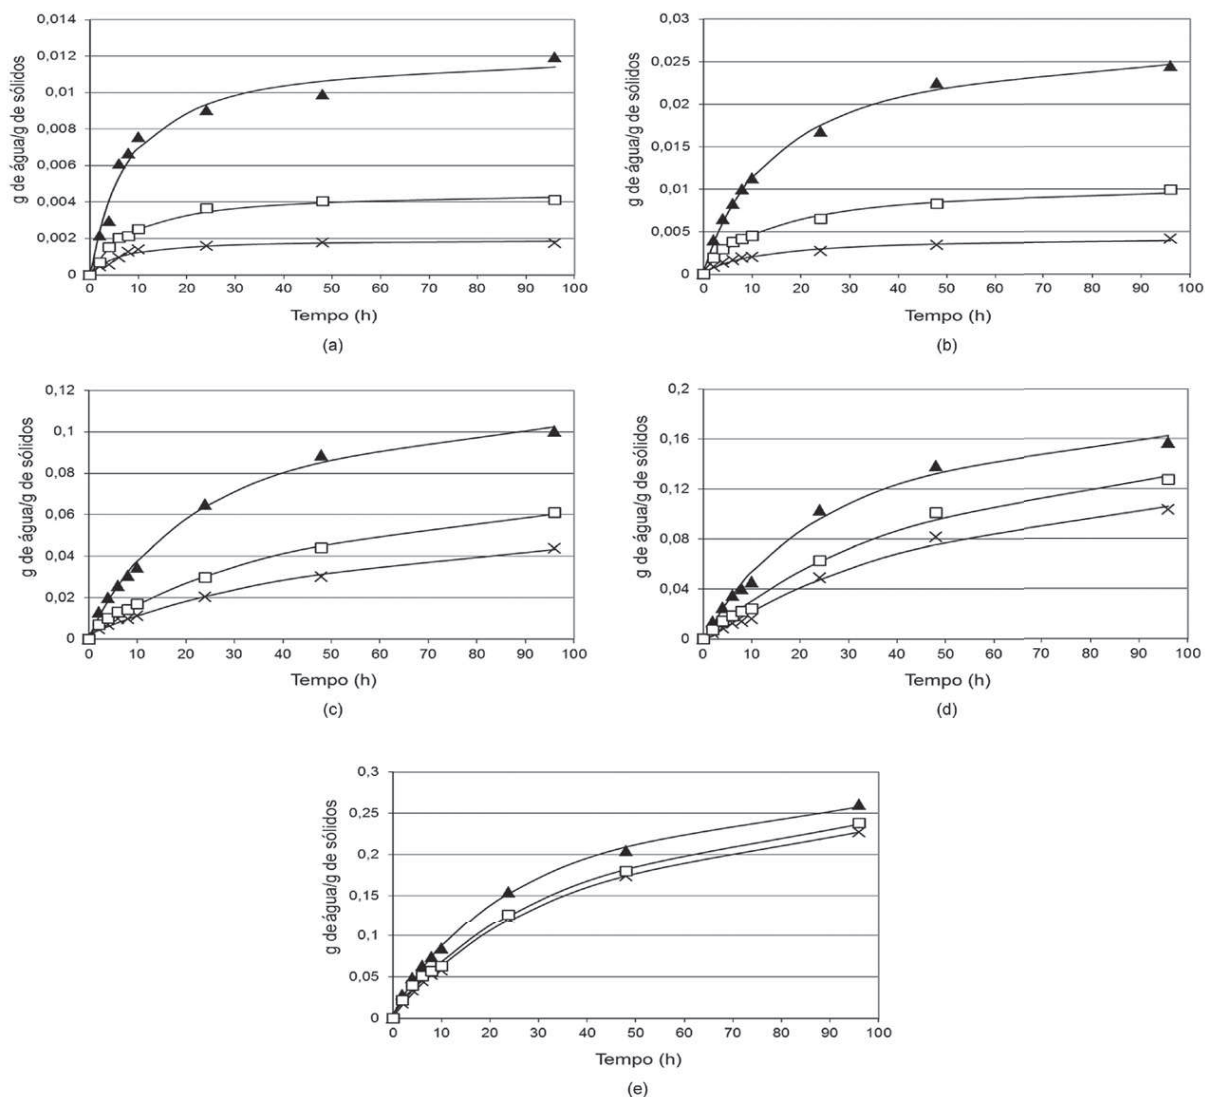 g de água/g de sólidos
0,014
0,012
0,01
0,008
0,006
0,004
0,002
0
0 10 20 30 40 50 60 70 80 90 100
Tempo (h)
(a)
g de água/g de sólidos
0,03
0,025
0,02
0,015
0,01
0,005
0
0 10 20 30 40 50 60 70 80 90 100
Tempo (h)
(b)
g de água/g de sólidos
0,12
0,1
0,08
0,06
0,04
0,02
0
0 10 20 30 40 50 60 70 80 90 100
Tempo (h)
(c)
g de água/g de sólidos
0,2
0,16
0,12
0,08
0,04
0
0 10 20 30 40 50 60 70 80 90 100
Tempo (h)
(d)
g de água/g de sólidos
0,3
0,25
0,2
0,15
0,1
0,05
0
0 10 20 30 40 50 60 70 80 90 100
Tempo (h)
(e)